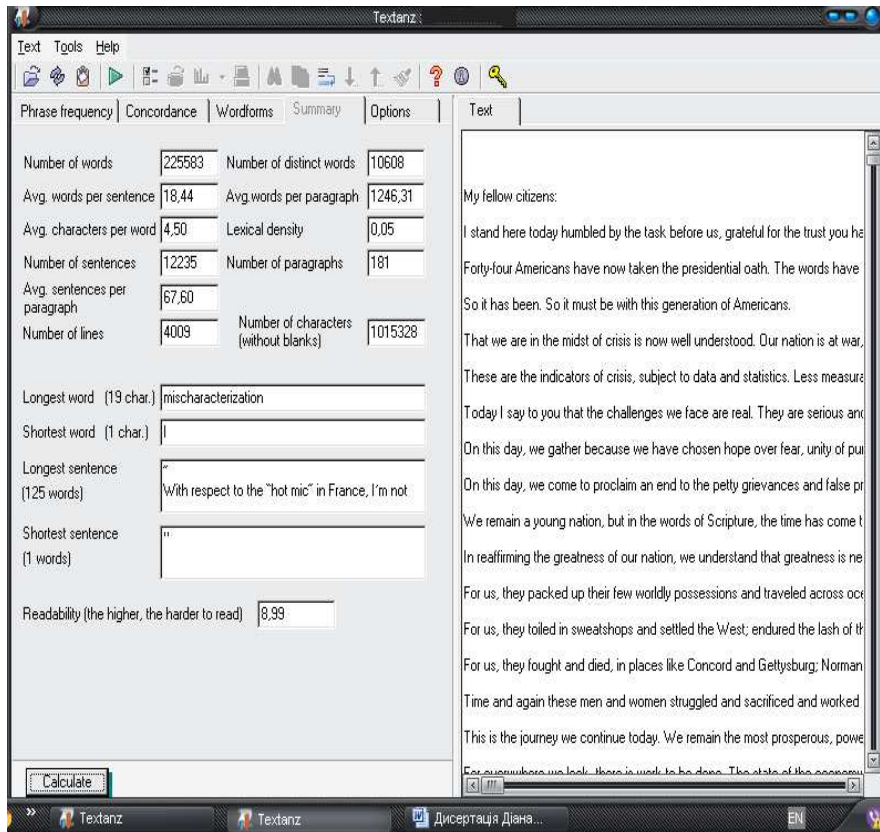 Textanz :
Text Tools Help
Phrase frequency Concordance Wordforms Summary Options
Number of words 225583 Number of distinct words 10608
Avg. words per sentence 18,44 Avg.words per paragraph 1246,31
Avg. characters per word 4,50 Lexical density 0,05
Number of sentences 12235 Number of paragraphs 181
Avg. sentences per
paragraph 67,60
Number of lines 4009 Number of characters
(without blanks) 1015328
Longest word (19 char.) mischaracterization
Shortest word (1 char.) I
Longest sentence
(125 words)
"
With respect to the "hot mic" in France, I'm not
Shortest sentence
(1 words)
"
Readability (the higher, the harder to read) 8,99
Calculate
Text
My fellow citizens:
I stand here today humbled by the task before us, grateful for the trust you ha
Forty-four Americans have now taken the presidential oath. The words have
So it has been. So it must be with this generation of Americans.
That we are in the midst of crisis is now well understood. Our nation is at war,
These are the indicators of crisis, subject to data and statistics. Less measura
Today I say to you that the challenges we face are real. They are serious and
On this day, we gather because we have chosen hope over fear, unity of pur
On this day, we come to proclaim an end to the petty grievances and false pr
We remain a young nation, but in the words of Scripture, the time has come t
In reaffirming the greatness of our nation, we understand that greatness is ne
For us, they packed up their few worldly possessions and traveled across oce
For us, they toiled in sweatshops and settled the West; endured the lash of th
For us, they fought and died, in places like Concord and Gettysburg; Norman
Time and again these men and women struggled and sacrificed and worked
This is the journey we continue today. We remain the most prosperous, powe
For everywhere we look, there is work to be done. The state of the economy
Textanz Textanz Дисертація Діана... EN